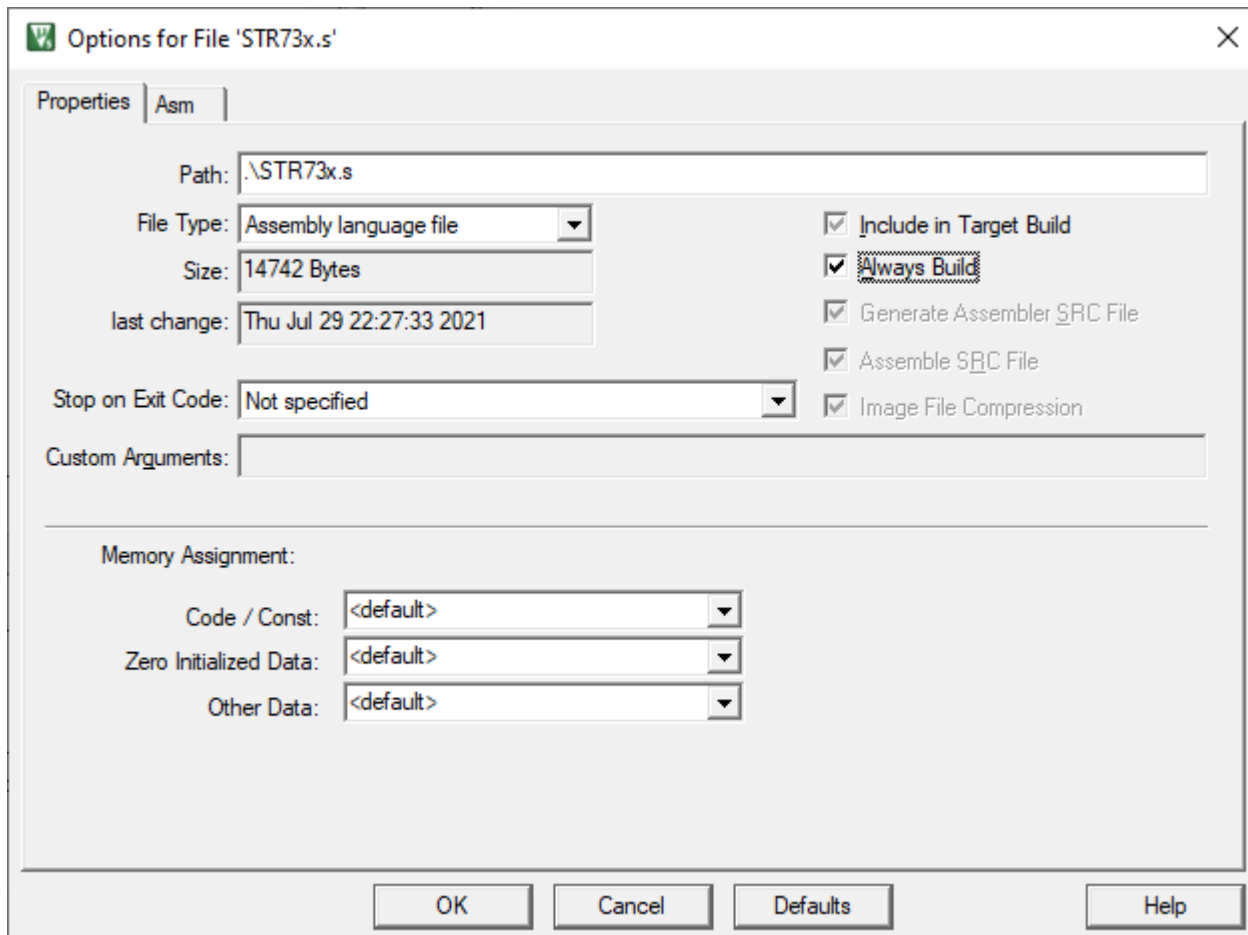 Options for File 'STR73x.s'
Properties
Asm
Path: .\STR73x.s
File Type: Assembly language file
Include in Target Build
Size: 14742 Bytes
Always Build
last change: Thu Jul 29 22:27:33 2021
Generate Assembler SRC File
Assemble SRC File
Stop on Exit Code: Not specified
Image File Compression
Custom Arguments:
Memory Assignment:
Code / Const: <default>
Zero Initialized Data: <default>
Other Data: <default>
OK
Cancel
Defaults
Help